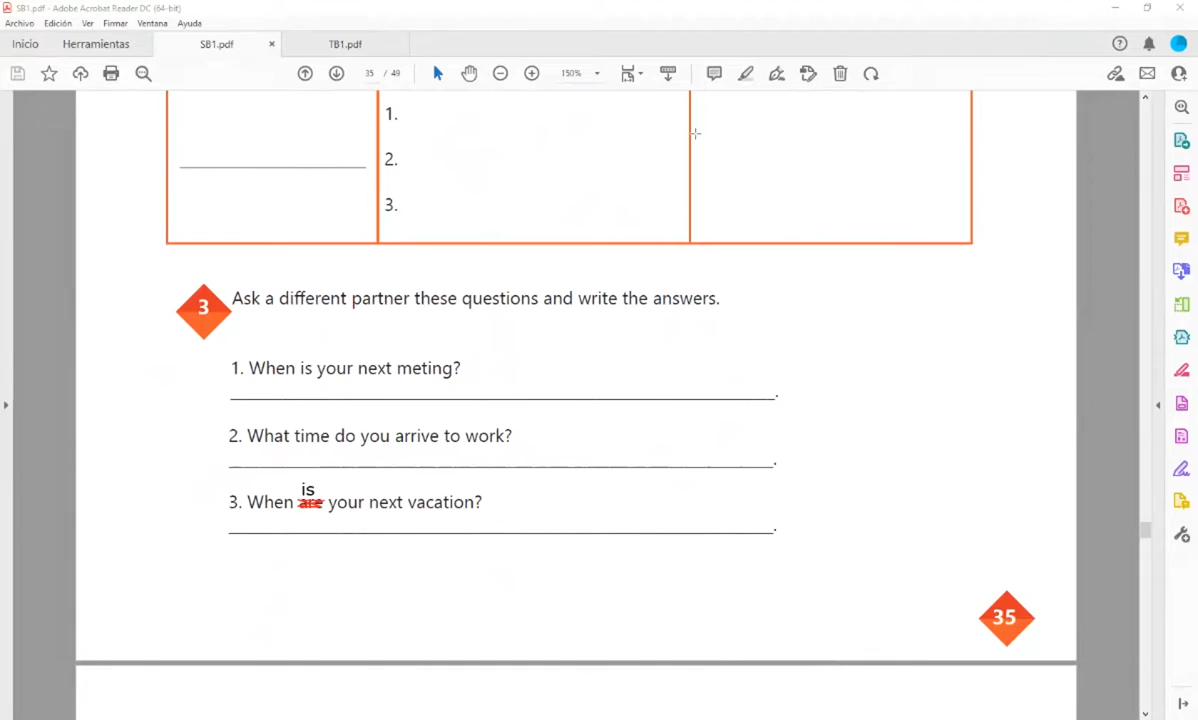 SB1.pdf - Adobe Acrobat Reader DC (64-bit)
Archivo Edición Ver Firmar Ventana Ayuda
Inicio Herramientas SB1.pdf × TB1.pdf
35 / 49 150%
1.
2.
3.
3 Ask a different partner these questions and write the answers.
1. When is your next meting?
2. What time do you arrive to work?
is
3. When are your next vacation?
35